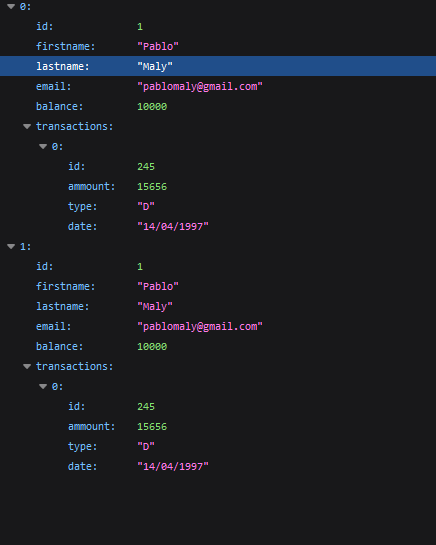 0:
id: 1
firstname: "Pablo"
lastname: "Maly"
email: "pablomaly@gmail.com"
balance: 10000
transactions:
0:
id: 245
ammount: 15656
type: "D"
date: "14/04/1997"
1:
id: 1
firstname: "Pablo"
lastname: "Maly"
email: "pablomaly@gmail.com"
balance: 10000
transactions:
0:
id: 245
ammount: 15656
type: "D"
date: "14/04/1997"